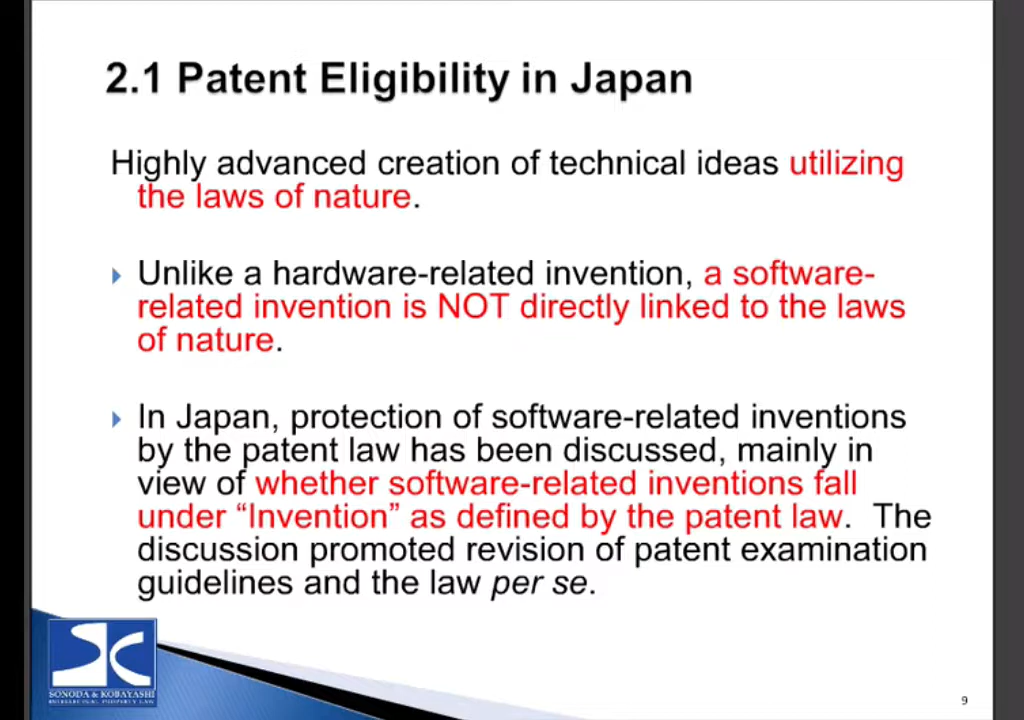 2.1 Patent Eligibility in Japan
Highly advanced creation of technical ideas utilizing
the laws of nature.
Unlike a hardware-related invention, a software-
related invention is NOT directly linked to the laws
of nature.
In Japan, protection of software-related inventions
by the patent law has been discussed, mainly in
view of whether software-related inventions fall
under “Invention” as defined by the patent law.  The
discussion promoted revision of patent examination
guidelines and the law per se.
SONODA & KOBAYASHI
INTELLECTUAL PROPERTY LAW
9